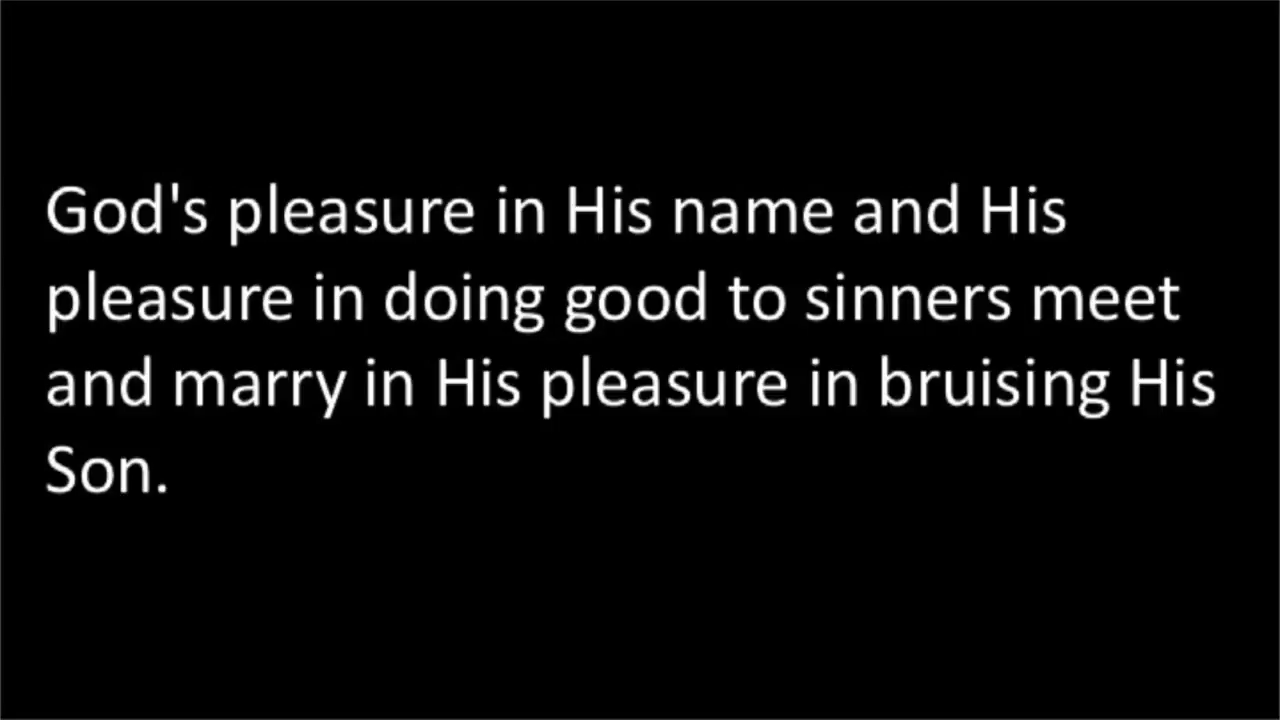 God's pleasure in His name and His
pleasure in doing good to sinners meet
and marry in His pleasure in bruising His
Son.